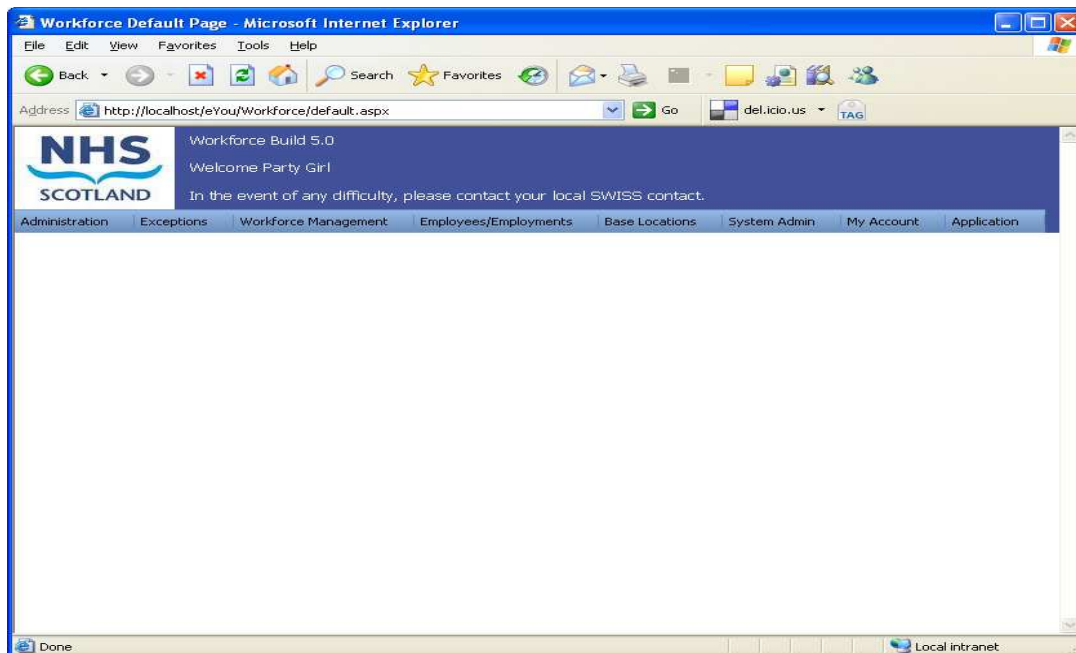 Workforce Default Page - Microsoft Internet Explorer
File Edit View Favorites Tools Help
Back Search Favorites
Address http://localhost/eYou/Workforce/default.aspx Go del.icio.us TAG
NHS
SCOTLAND
Workforce Build 5.0
Welcome Party Girl
In the event of any difficulty, please contact your local SWISS contact.
Administration Exceptions Workforce Management Employees/Employments Base Locations System Admin My Account Application
Done Local intranet